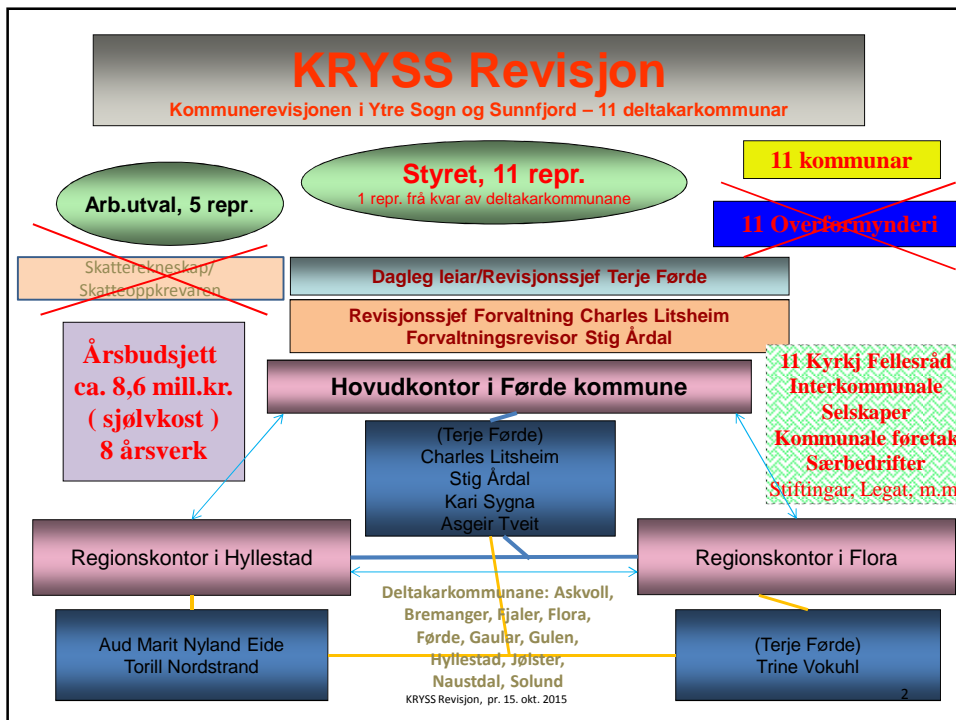 KRYSS Revisjon
Kommunerevisjonen i Ytre Sogn og Sunnfjord – 11 deltakarkommunar
Styret, 11 repr.
1 repr. frå kvar av deltakarkommunane
11 kommunar
Arb.utval, 5 repr.
11 Overformynderi
Skatterekneskap/
Skatteoppkrevaren
Dagleg leiar/Revisjonssjef Terje Førde
Revisjonssjef Forvaltning Charles Litsheim
Forvaltningsrevisor Stig Årdal
Årsbudsjett
ca. 8,6 mill.kr.
( sjølvkost )
8 årsverk
Hovudkontor i Førde kommune
11 Kyrkj Fellesråd
Interkommunale
Selskaper
Kommunale føretak
Særbedrifter
Stiftingar, Legat, m.m
(Terje Førde)
Charles Litsheim
Stig Årdal
Kari Sygna
Asgeir Tveit
Regionskontor i Hyllestad
Regionskontor i Flora
Deltakarkommunane: Askvoll,
Bremanger, Fjaler, Flora,
Førde, Gaular, Gulen,
Hyllestad, Jølster,
Naustdal, Solund
Aud Marit Nyland Eide
Torill Nordstrand
(Terje Førde)
Trine Vokuhl
KRYSS Revisjon, pr. 15. okt. 2015
2